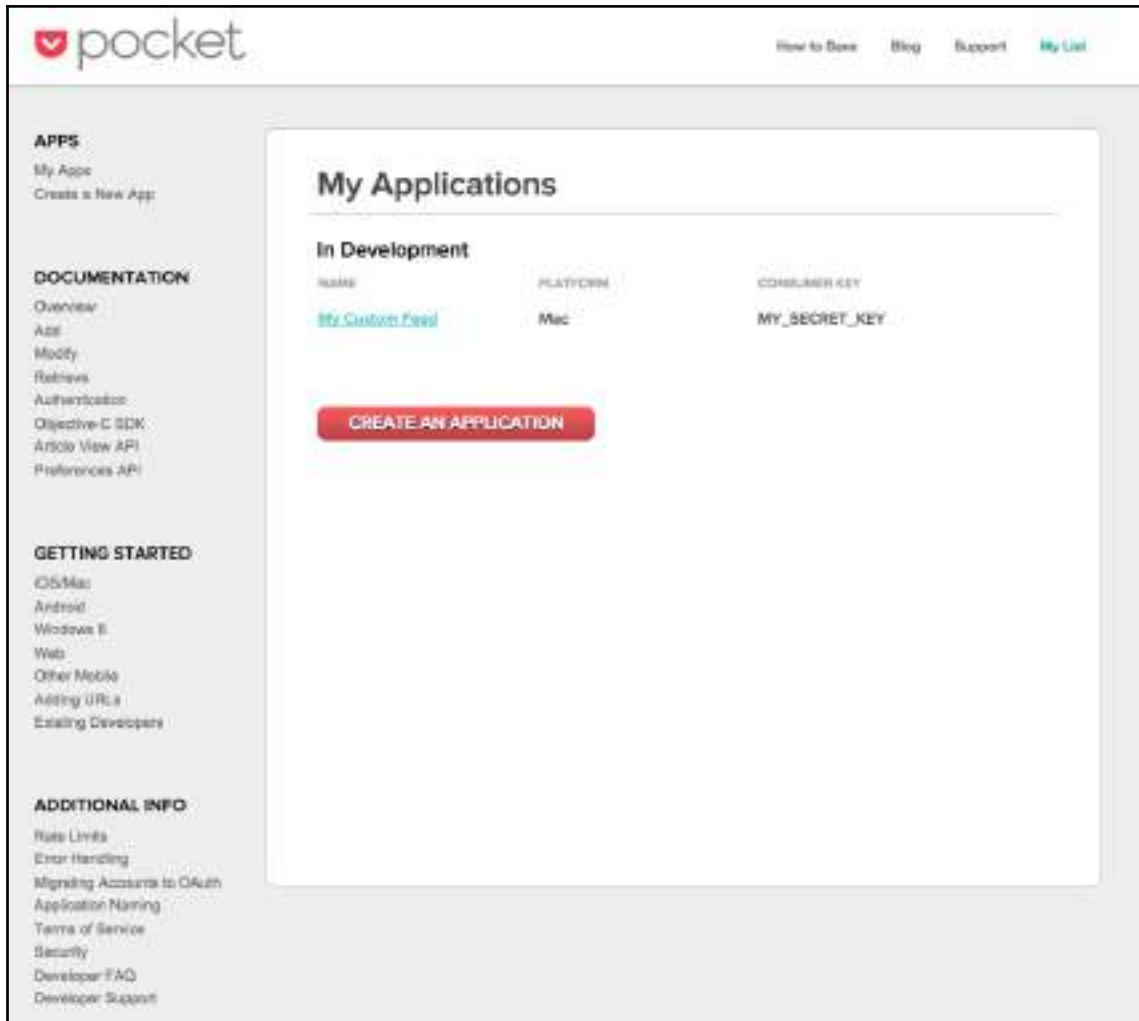 pocket
How to Save Blog Support My List
APPS
My Apps
Create a New App
DOCUMENTATION
Overview
Add
Modify
Retrieve
Authentication
Objective-C SDK
Article View API
Preferences API
GETTING STARTED
iOS/Mac
Android
Windows 8
Web
Other Mobile
Adding URLs
Existing Developers
ADDITIONAL INFO
Rate Limits
Error Handling
Migrating Accounts to OAuth
Application Naming
Terms of Service
Security
Developer FAQ
Developer Support
My Applications
In Development
NAME PLATFORM CONSUMER KEY
My Custom Feed Mac MY_SECRET_KEY
CREATE AN APPLICATION